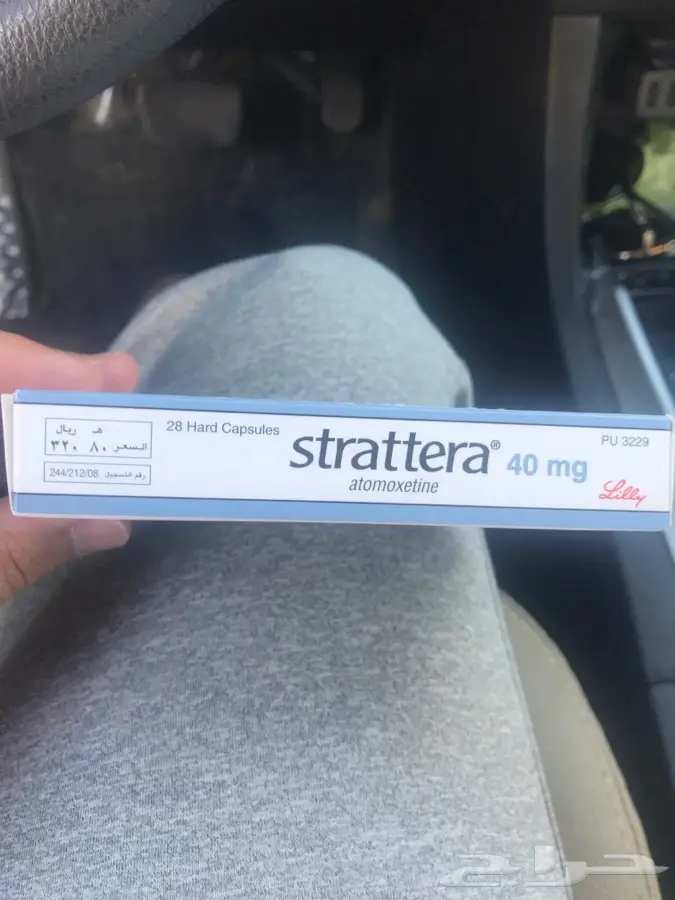 هـ ريال
السعر ٨٠ ٣٢٠
رقم التسجيل 244/212/08
28 Hard Capsules
strattera® 40 mg
atomoxetine
PU 3229
Lilly
حراج